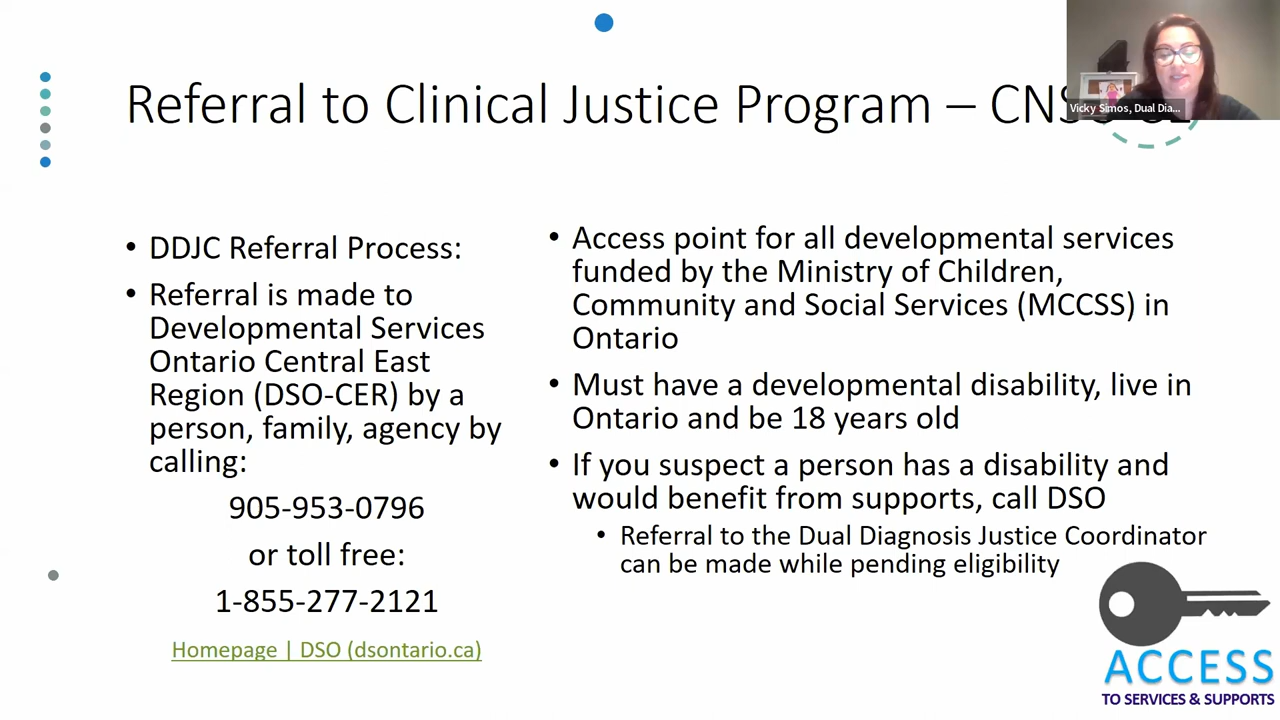 Referral to Clinical Justice Program –
Vicky Simos, Dual Dia...
• DDJC Referral Process:
• Referral is made to
Developmental Services
Ontario Central East
Region (DSO-CER) by a
person, family, agency by
calling:
905-953-0796
or toll free:
1-855-277-2121
Homepage | DSO (dsontario.ca)
• Access point for all developmental services
funded by the Ministry of Children,
Community and Social Services (MCCSS) in
Ontario
• Must have a developmental disability, live in
Ontario and be 18 years old
• If you suspect a person has a disability and
would benefit from supports, call DSO
• Referral to the Dual Diagnosis Justice Coordinator
can be made while pending eligibility
ACCESS
TO SERVICES & SUPPORTS